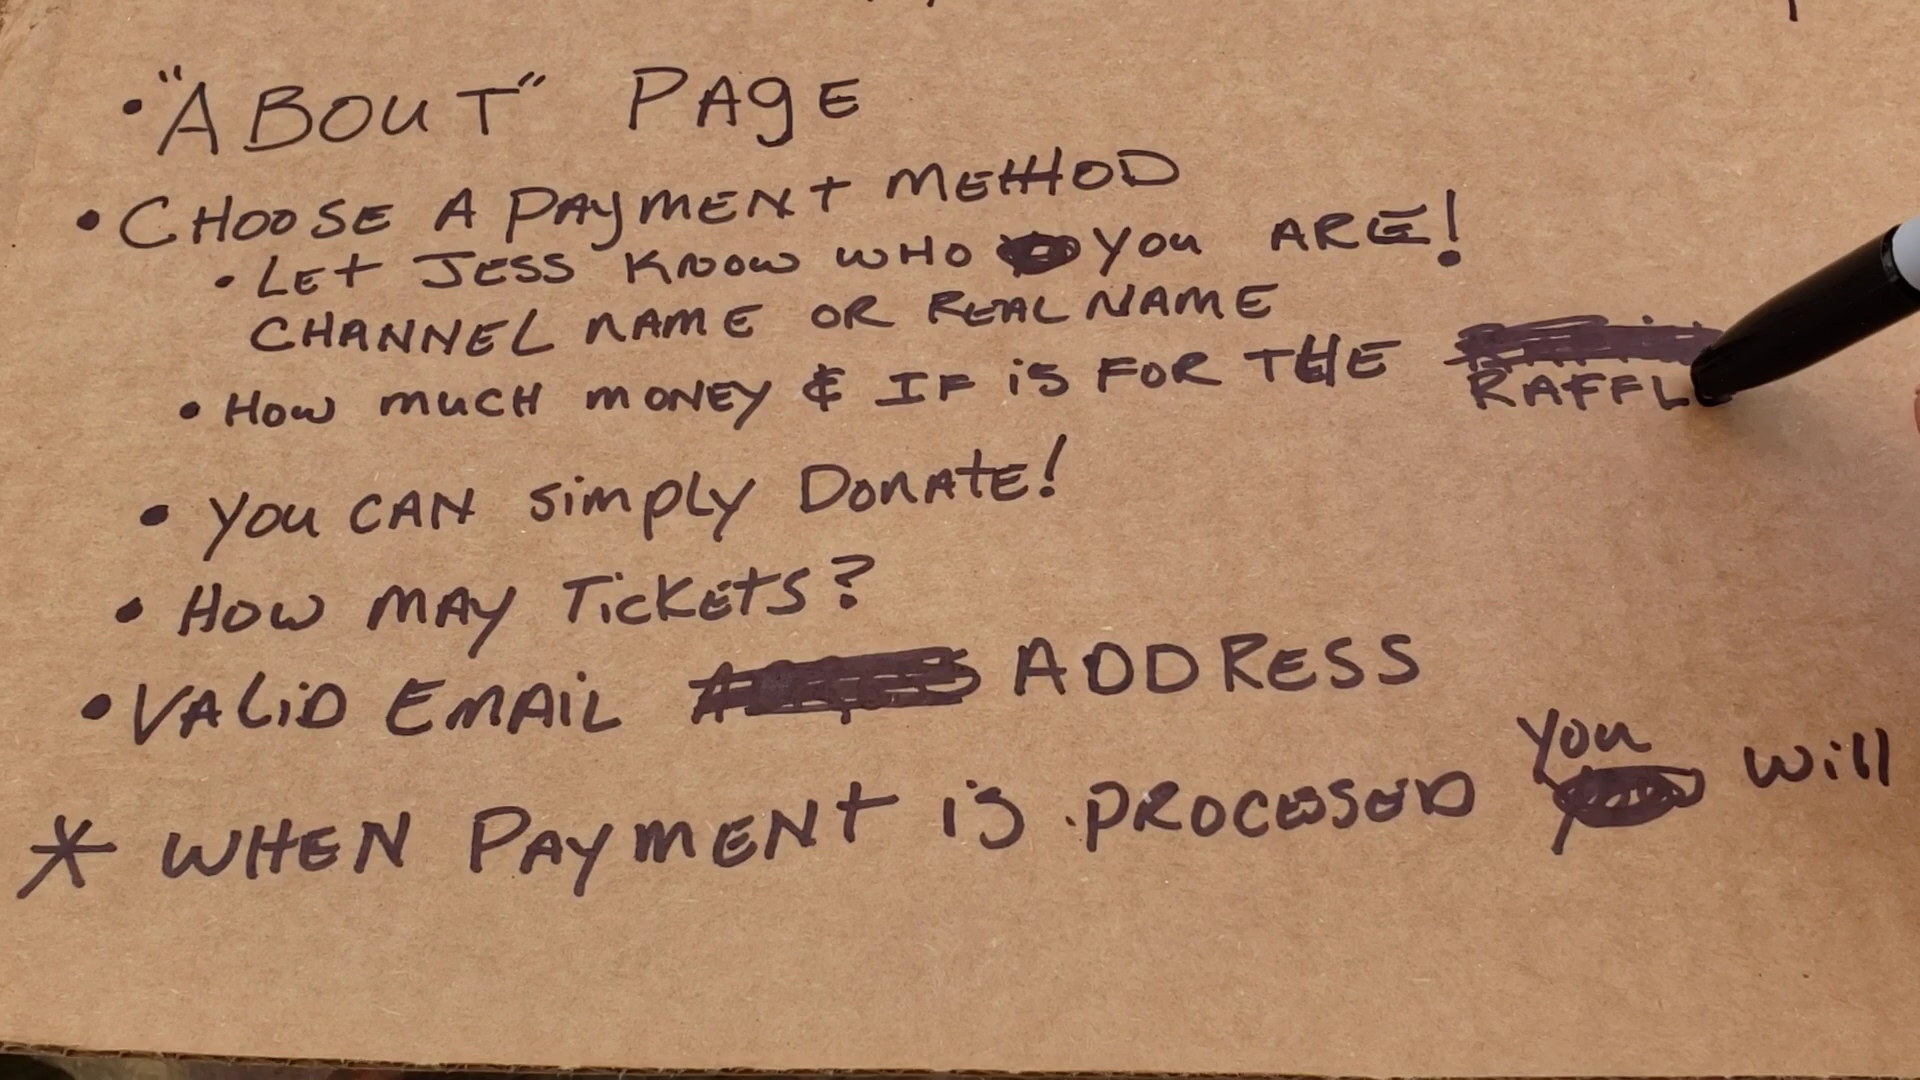 • "ABOUT" PAgE
• CHOOSE A PAYMENT METHOD
• LET JESS KNOW WHO YOU ARE!
CHANNEL NAME OR REAL NAME
• HOW MUCH MONEY & IF is FOR THE RAFFL
• YOU CAN simply DONATE!
• HOW MAY TicKETS?
• VALiD EMAiL ADDRESS
* WHEN PAYMENT is PROCESSED you will